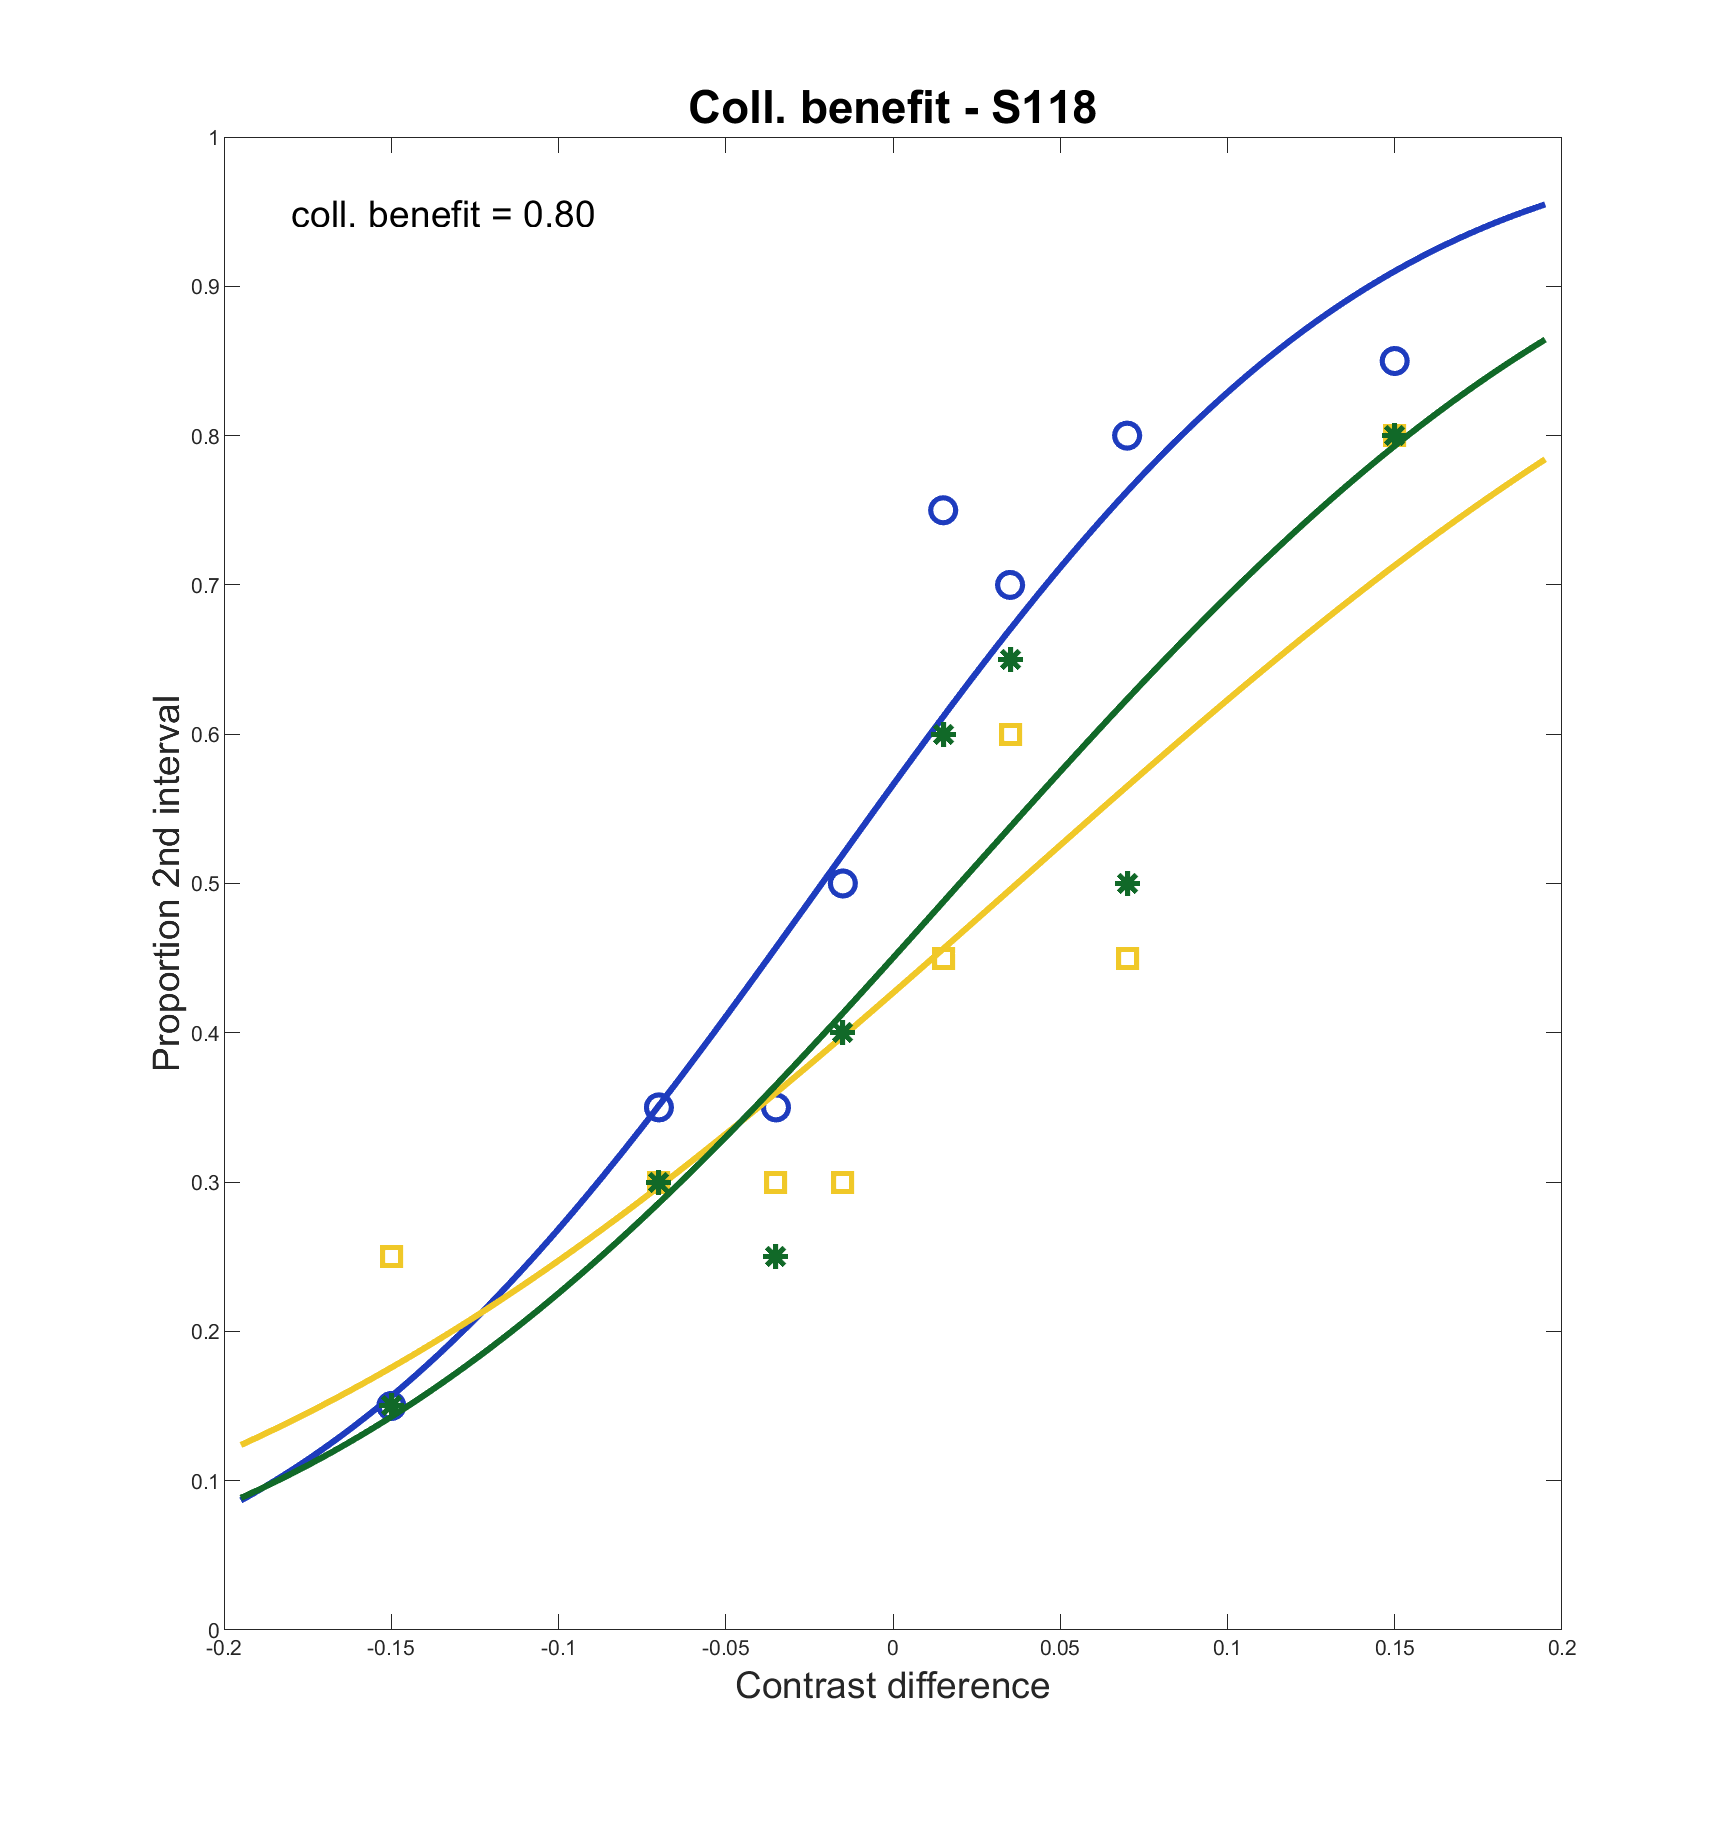 Coll. benefit - S118
coll. benefit = 0.80
Proportion 2nd interval
1
0.9
0.8
0.7
0.6
0.5
0.4
0.3
0.2
0.1
0
-0.2 -0.15 -0.1 -0.05 0 0.05 0.1 0.15 0.2
Contrast difference